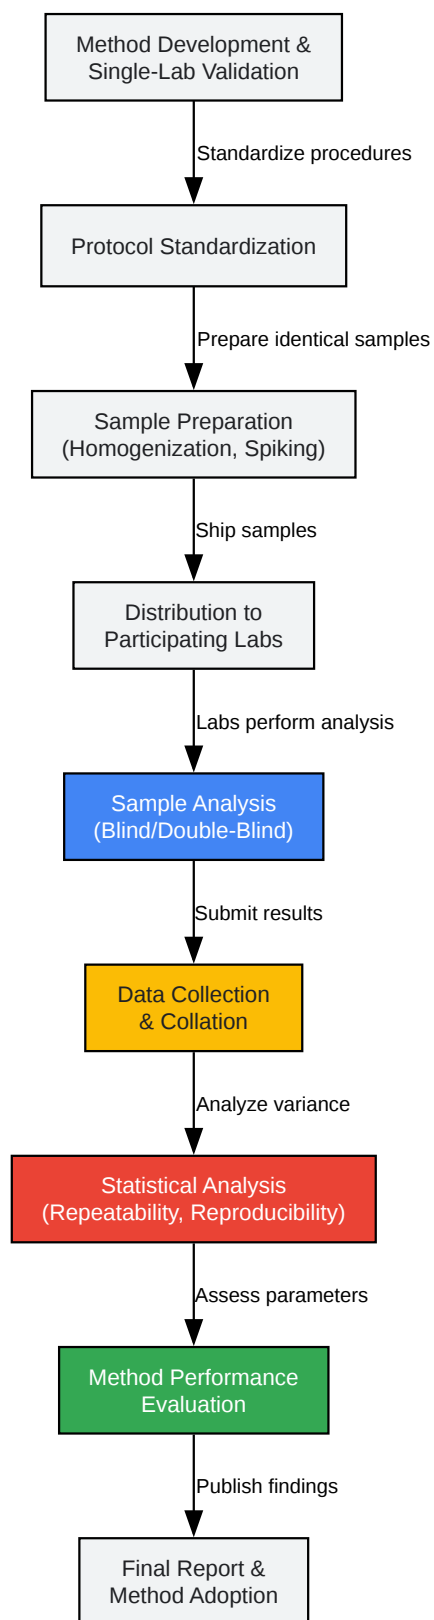 Method Development &
Single-Lab Validation
Standardize procedures
Protocol Standardization
Prepare identical samples
Sample Preparation
(Homogenization, Spiking)
Ship samples
Distribution to
Participating Labs
Labs perform analysis
Sample Analysis
(Blind/Double-Blind)
Submit results
Data Collection
& Collation
Analyze variance
Statistical Analysis
(Repeatability, Reproducibility)
Assess parameters
Method Performance
Evaluation
Publish findings
Final Report &
Method Adoption